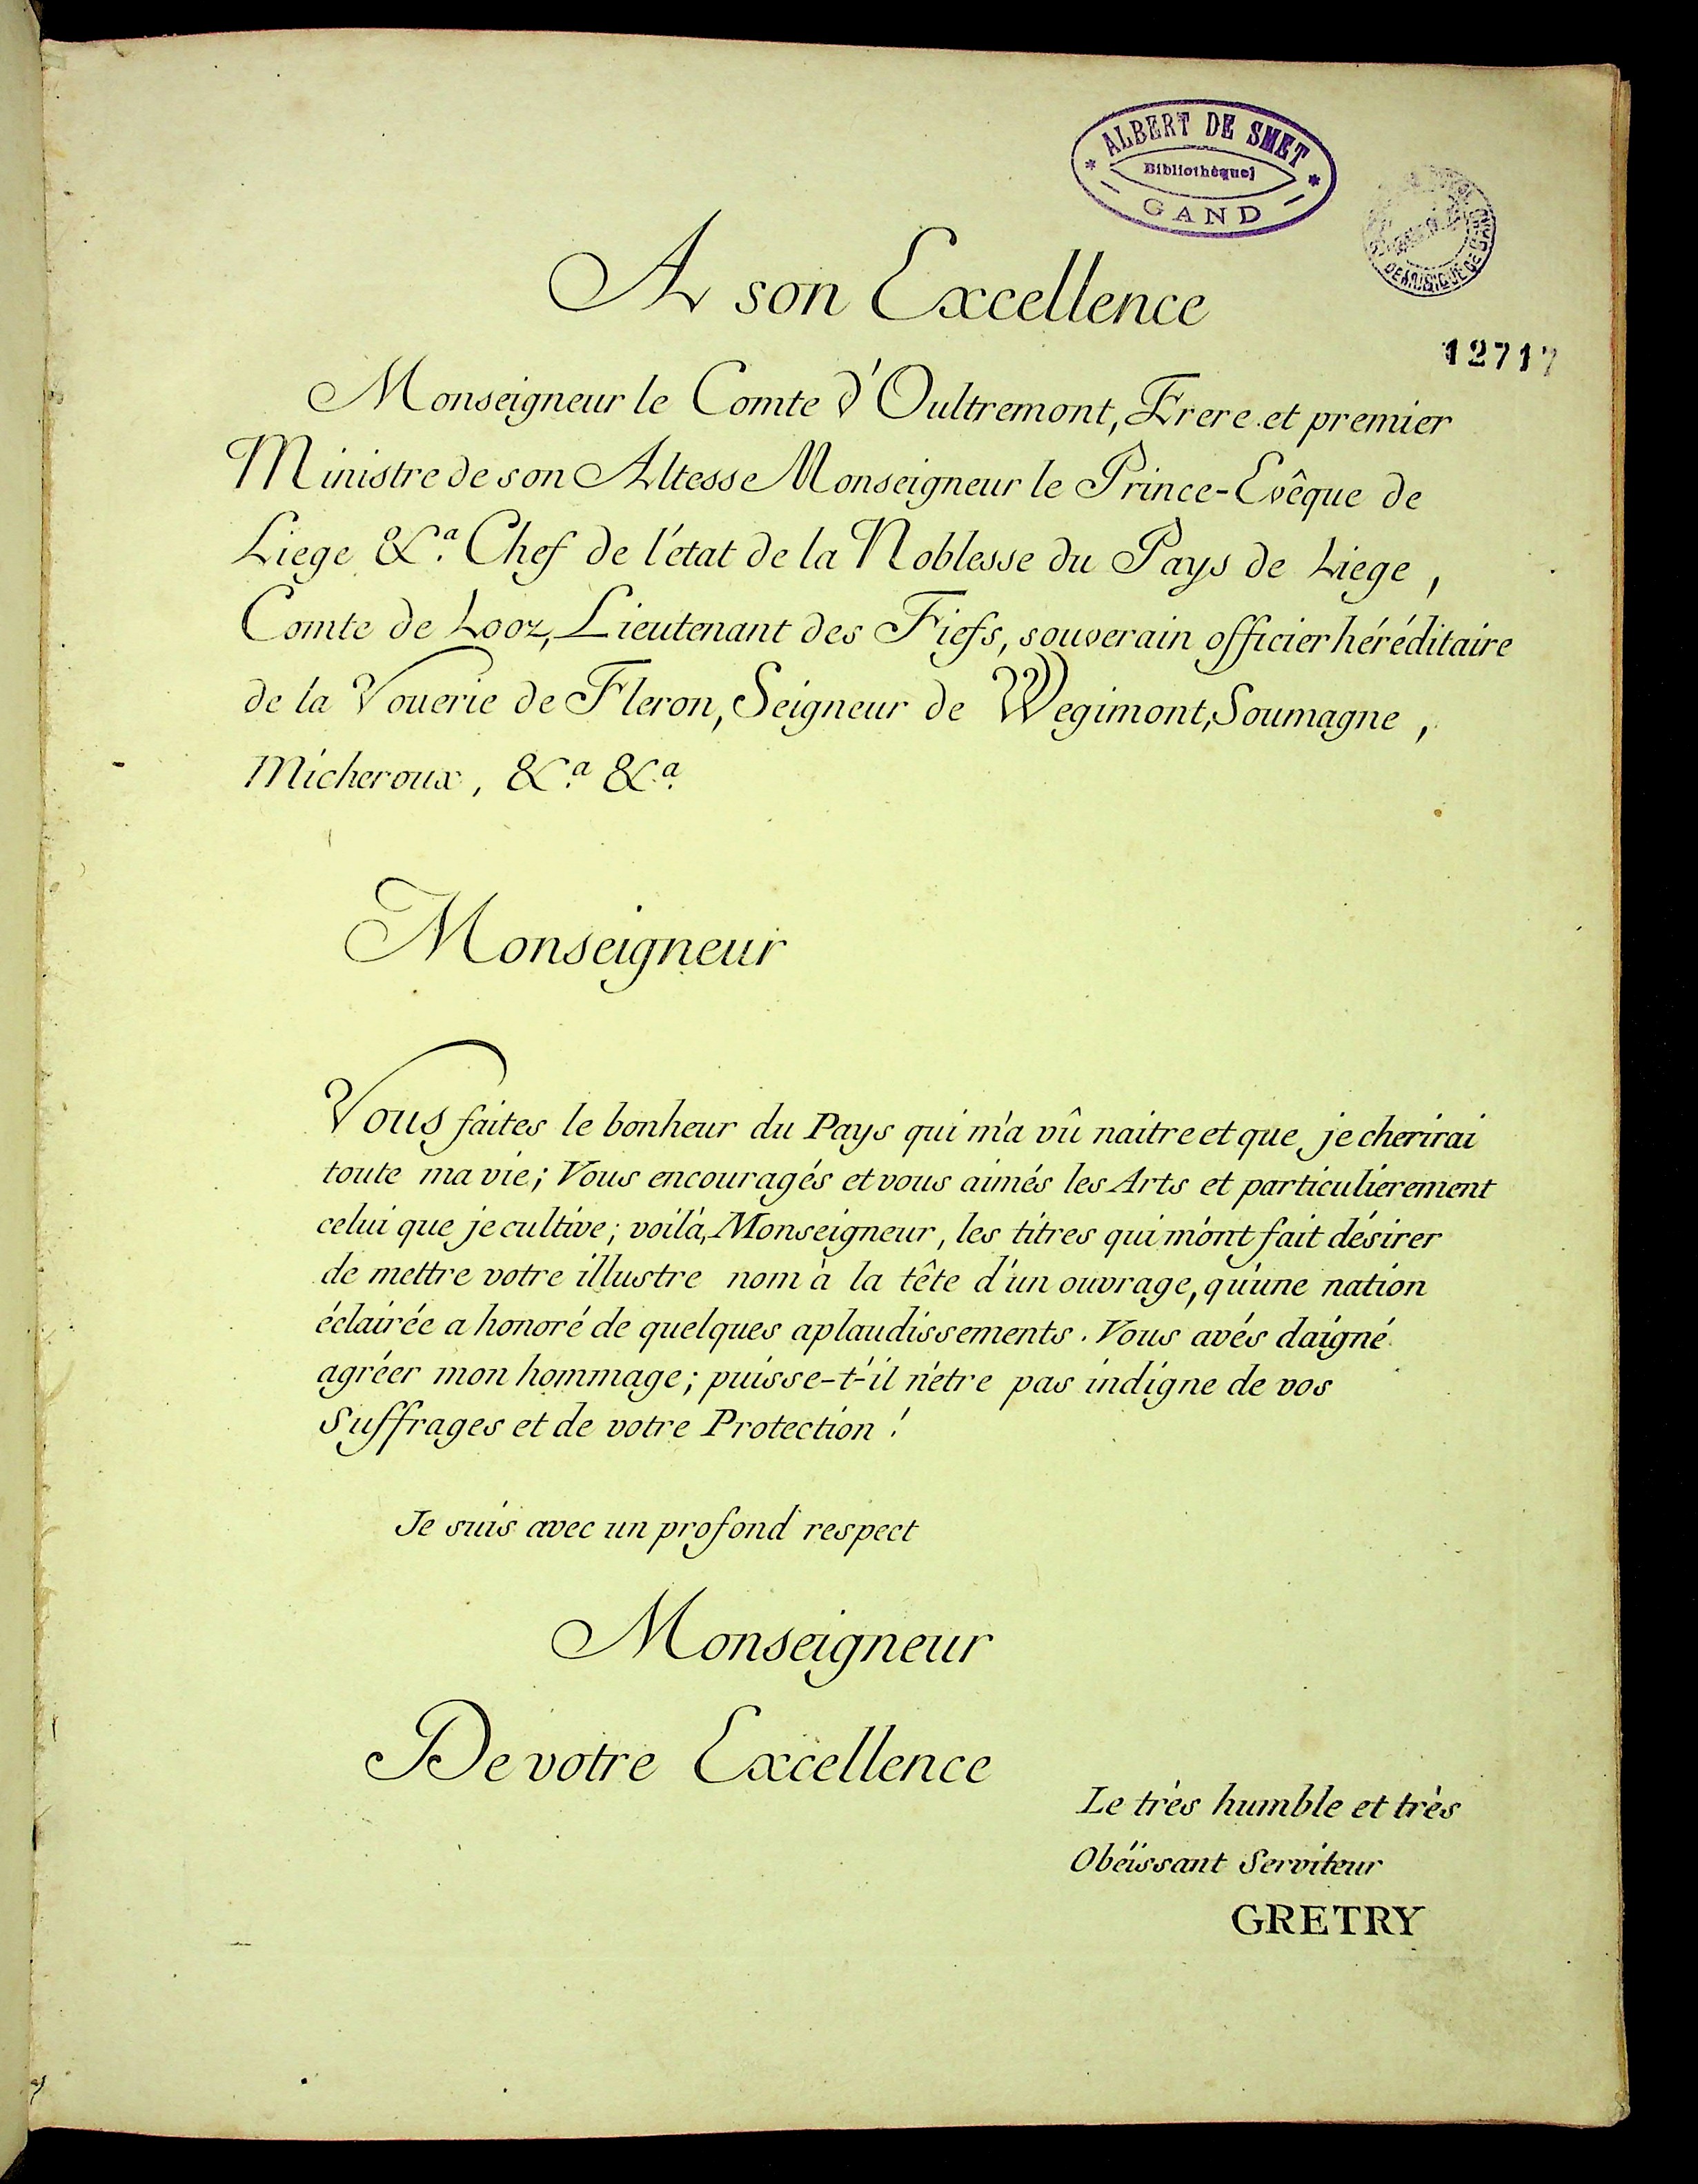 ALBERT DE SMET
Bibliothèque
GAND
DE MUSIQUE DE GAND
A son Excellence
12717
Monseigneur le Comte d'Oultremont, Frere et premier
Ministre de son Altesse Monseigneur le Prince-Evêque de
Liege &c.a Chef de l'état de la Noblesse du Pays de Liege,
Comte de Looz, Lieutenant des Fiefs, souverain officier héréditaire
de la Vouerie de Fleron, Seigneur de Wegimont, Soumagne,
Micheroux, &c.a &c.a
Monseigneur
Vous faites le bonheur du Pays qui m'a vû naitre et que je cherirai
toute ma vie; Vous encouragés et vous aimés les Arts et particulierement
celui que je cultive; voilà, Monseigneur, les titres qui m'ont fait désirer
de mettre votre illustre nom à la tête d'un ouvrage, qu'une nation
éclairée a honoré de quelques aplaudissements. Vous avés daigné
agréer mon hommage; puisse-t'il n'etre pas indigne de vos
Suffrages et de votre Protection!
Je suis avec un profond respect
Monseigneur
De votre Excellence
Le très humble et très
Obéissant Serviteur
GRETRY